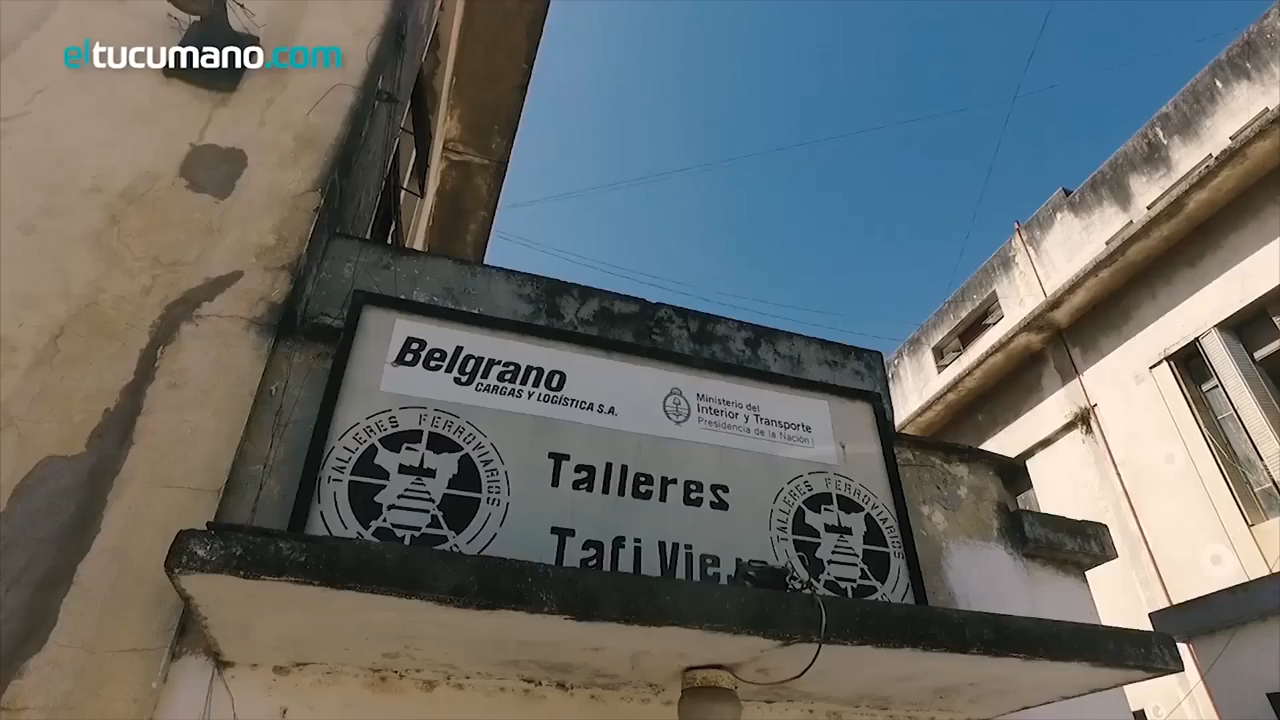 eltucumano.com
Belgrano
CARGAS Y LOGÍSTICA S.A.
Ministerio del
Interior y Transporte
Presidencia de la Nación
TALLERES FERROVIARIOS
Talleres
TALLERES FERROVIARIOS
Tafi Viejo